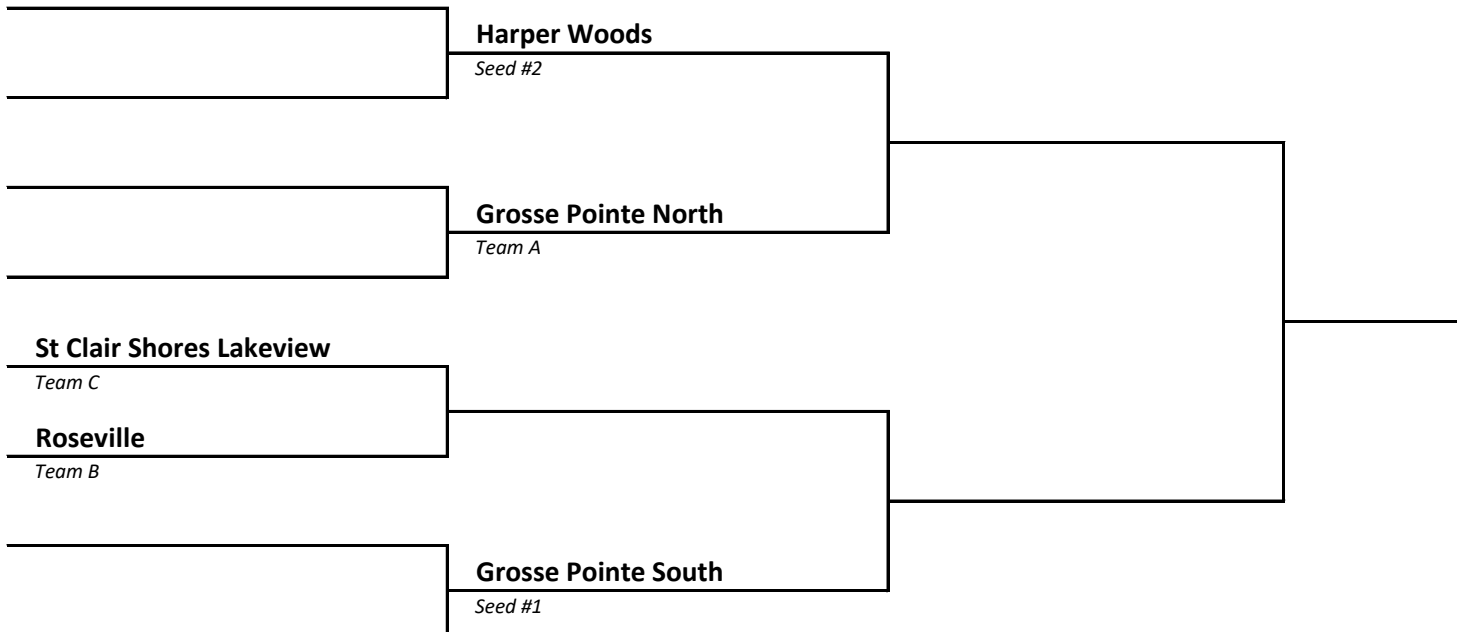 Harper Woods
Seed #2
Grosse Pointe North
Team A
St Clair Shores Lakeview
Team C
Roseville
Team B
Grosse Pointe South
Seed #1